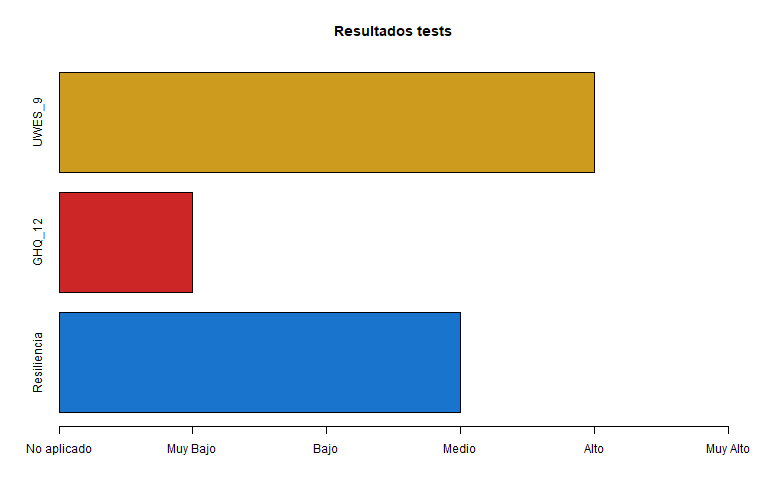 Resultados tests
UWES_9
GHQ_12
Resiliencia
No aplicado
Muy Bajo
Bajo
Medio
Alto
Muy Alto